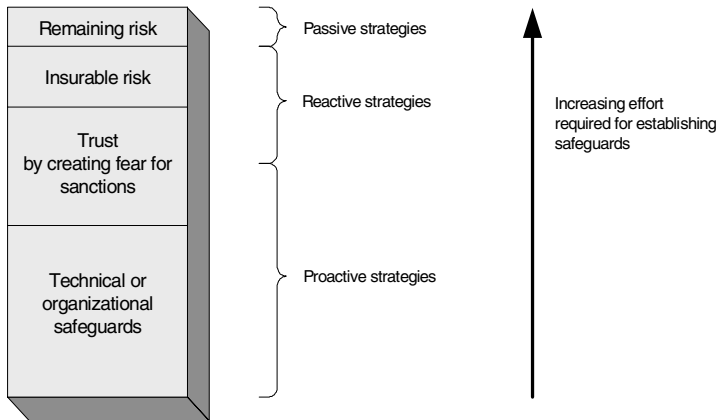 Remaining risk
Insurable risk
Trust
by creating fear for
sanctions
Technical or
organizational
safeguards
Passive strategies
Reactive strategies
Proactive strategies
Increasing effort
required for establishing
safeguards